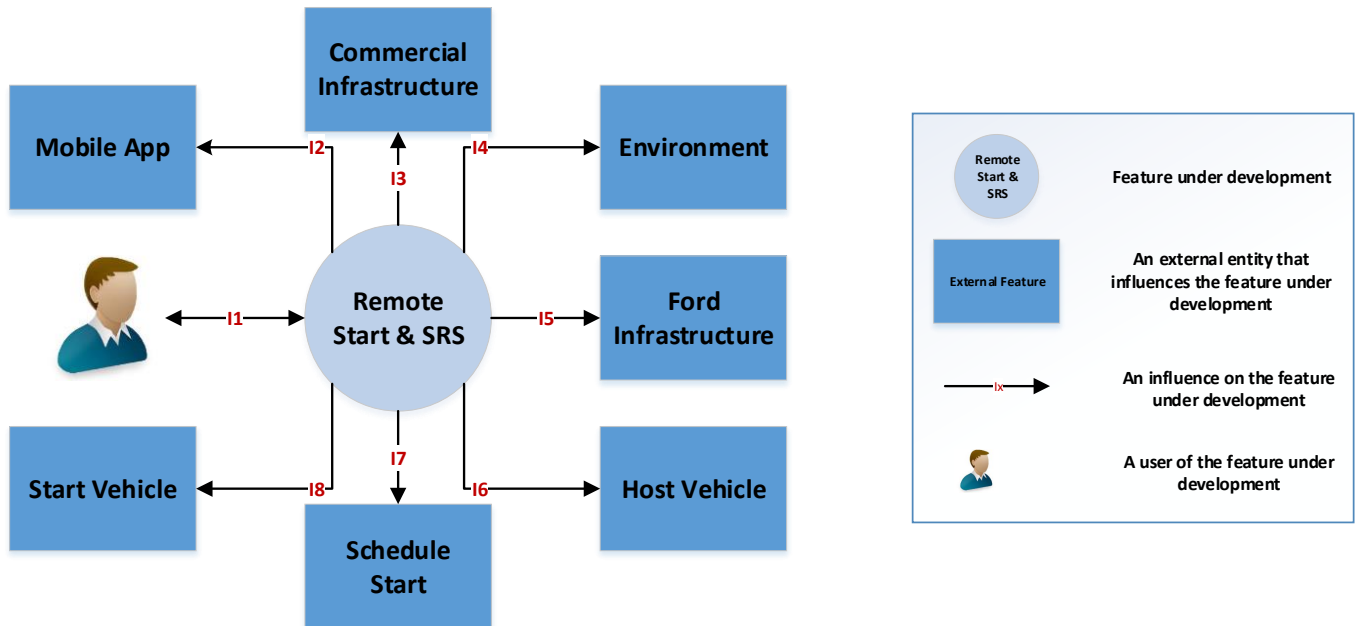 Commercial
Infrastructure
Mobile App
I2
I3
I4
Environment
I1
Remote
Start & SRS
I5
Ford
Infrastructure
Start Vehicle
I8
I7
I6
Host Vehicle
Schedule
Start
Remote
Start &
SRS
Feature under development
External Feature
An external entity that
influences the feature under
development
Ix
An influence on the feature
under development
A user of the feature under
development